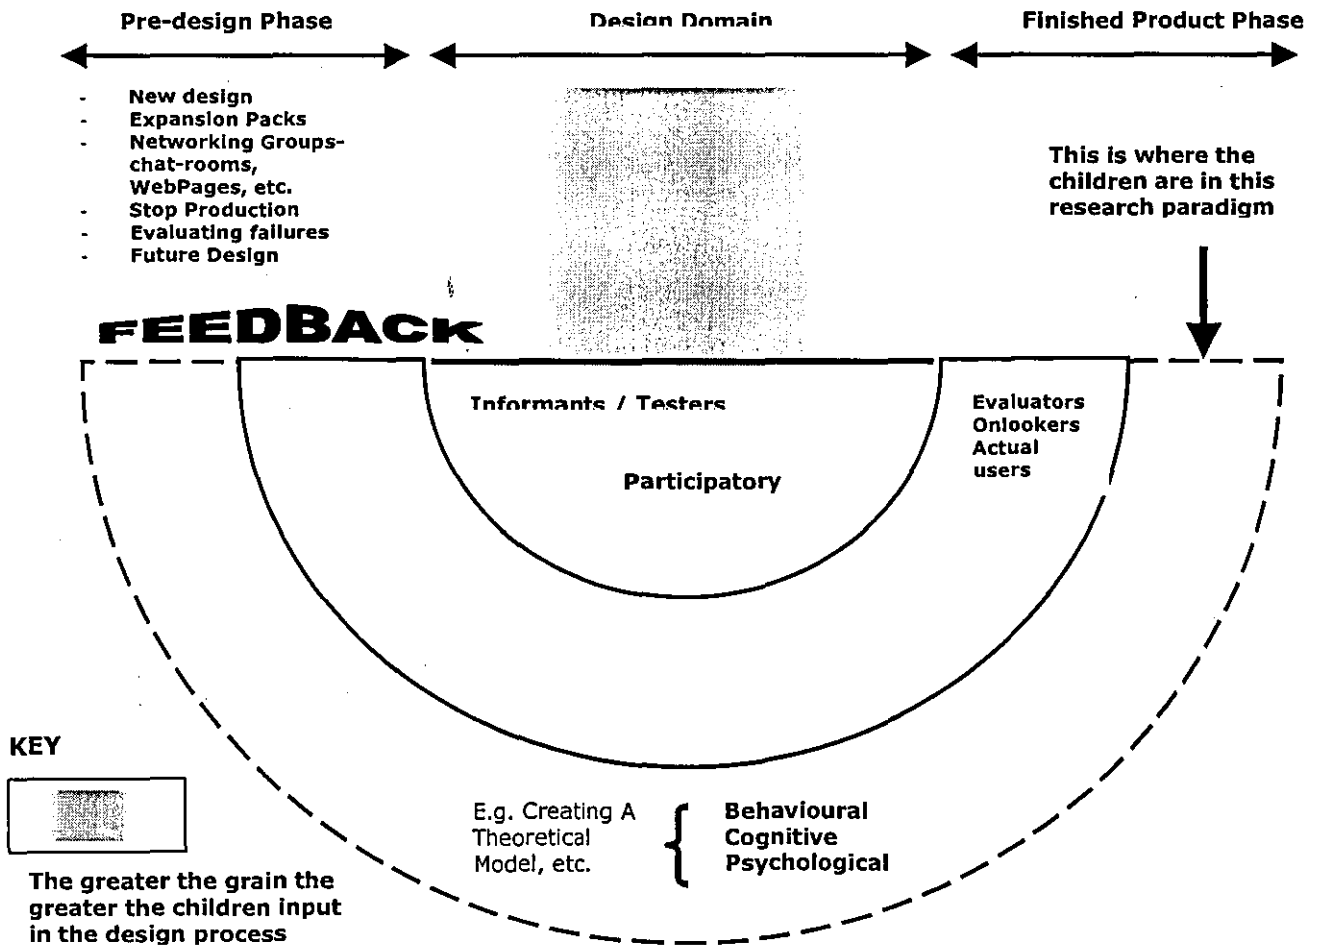 Pre-design Phase
Design Domain
Finished Product Phase
- New design
- Expansion Packs
- Networking Groups-
chat-rooms,
WebPages, etc.
- Stop Production
- Evaluating failures
- Future Design
This is where the
children are in this
research paradigm
FEEDBACK
Informants / Testers
Participatory
Evaluators
Onlookers
Actual
users
E.g. Creating A
Theoretical
Model, etc.
Behavioural
Cognitive
Psychological
KEY
The greater the grain the
greater the children input
in the design process